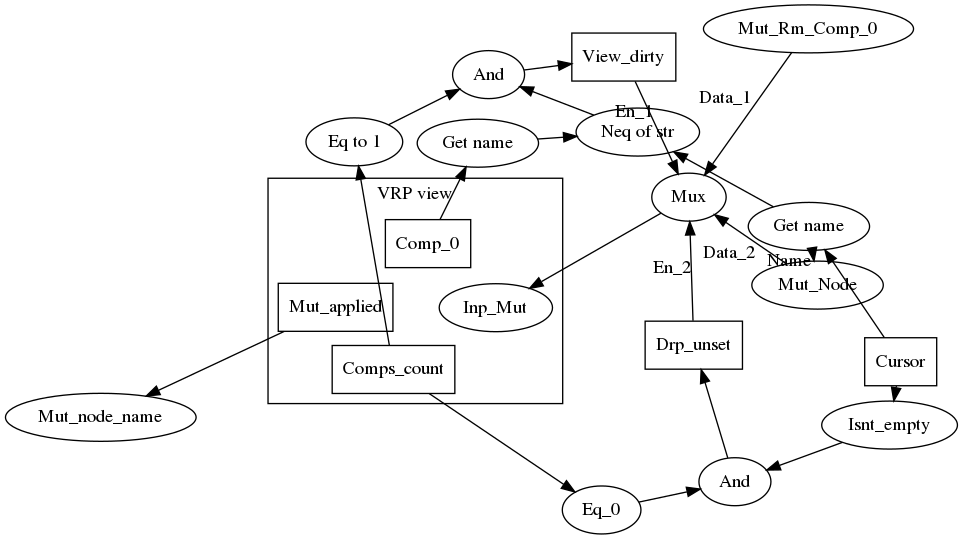 Mut_Rm_Comp_0
View_dirty
And
Data_1
En_1
Neq of str
Eq to 1
Get name
VRP view
Mux
Get name
Comp_0
Data_2
Name
En_2
Mut_Node
Mut_applied
Inp_Mut
Drp_unset
Comps_count
Cursor
Mut_node_name
Isnt_empty
And
Eq_0